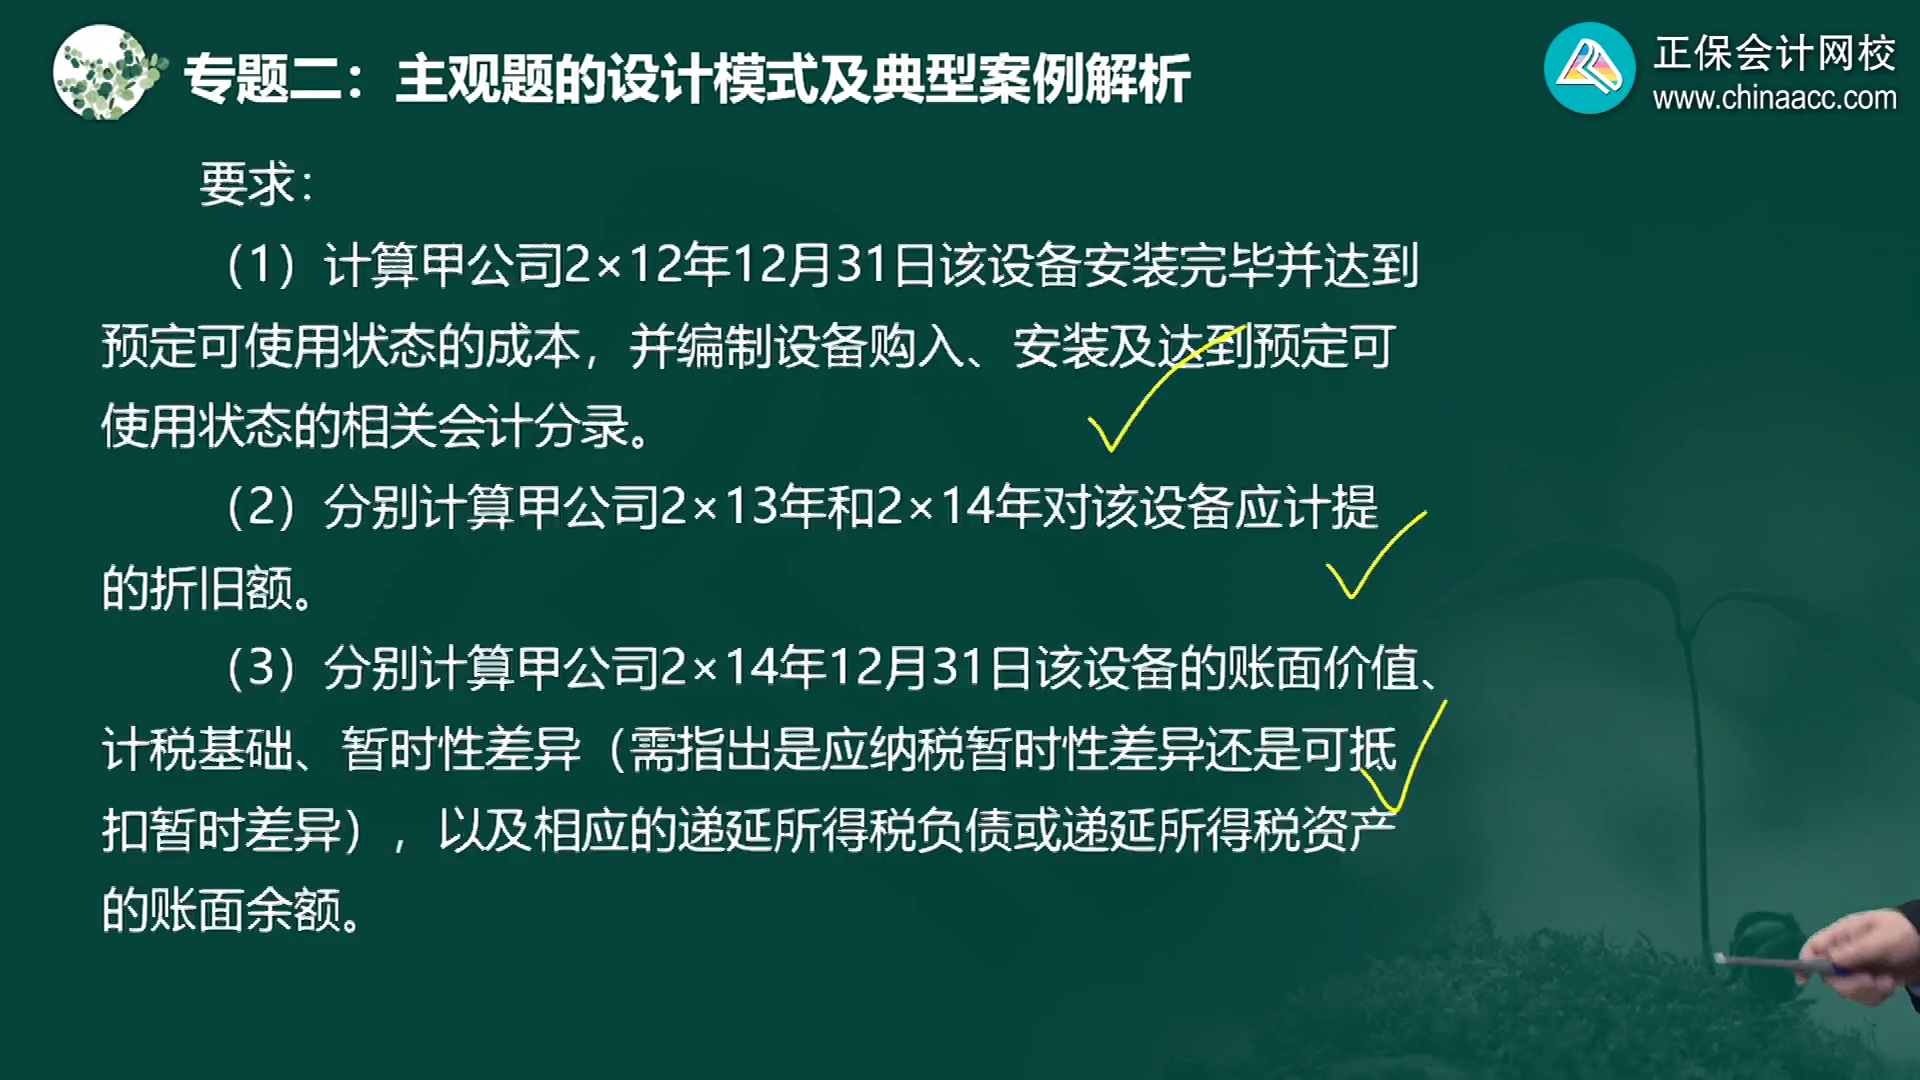 专题二：主观题的设计模式及典型案例解析
正保会计网校
www.chinaacc.com
要求：
（1）计算甲公司2×12年12月31日该设备安装完毕并达到
预定可使用状态的成本，并编制设备购入、安装及达到预定可
使用状态的相关会计分录。
（2）分别计算甲公司2×13年和2×14年对该设备应计提
的折旧额。
（3）分别计算甲公司2×14年12月31日该设备的账面价值、
计税基础、暂时性差异（需指出是应纳税暂时性差异还是可抵
扣暂时差异），以及相应的递延所得税负债或递延所得税资产
的账面余额。